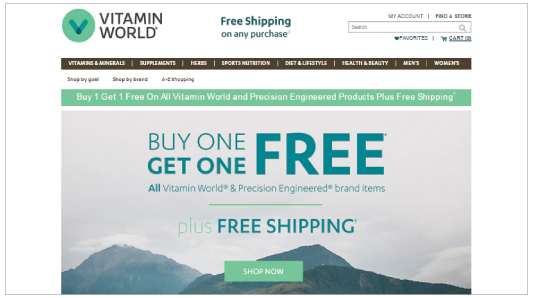 VITAMIN
WORLD®
Free Shipping
on any purchase
MY ACCOUNT | FIND A STORE
Search
FAVORITES | CART (0)
VITAMINS & MINERALS | SUPPLEMENTS | HERBS | SPORTS NUTRITION | DIET & LIFESTYLE | HEALTH & BEAUTY | MEN'S | WOMEN'S
Shop by goal Shop by brand A-Z Shopping
Buy 1 Get 1 Free On All Vitamin World and Precision Engineered Products Plus Free Shipping
BUY ONE
GET ONE FREE
All Vitamin World® & Precision Engineered® brand items
plus FREE SHIPPING†
SHOP NOW